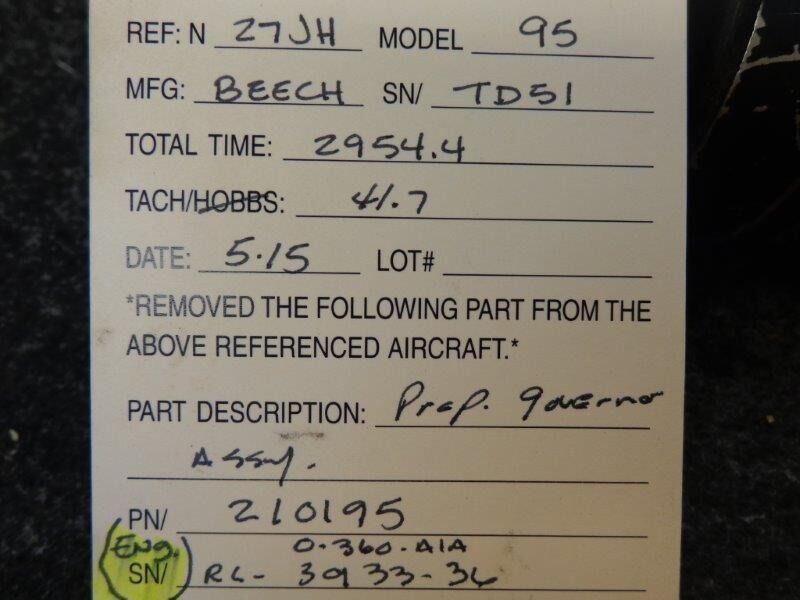 REF: N 27JH MODEL 95
MFG: BEECH SN/ TD51
TOTAL TIME: 2954.4
TACH/HOBBS: 41.7
DATE: 5.15 LOT#
*REMOVED THE FOLLOWING PART FROM THE
ABOVE REFERENCED AIRCRAFT.*
PART DESCRIPTION: Prop. Governor
Assy.
PN/ 210195
Eng. O-360-A1A
SN/ RL-3933-36